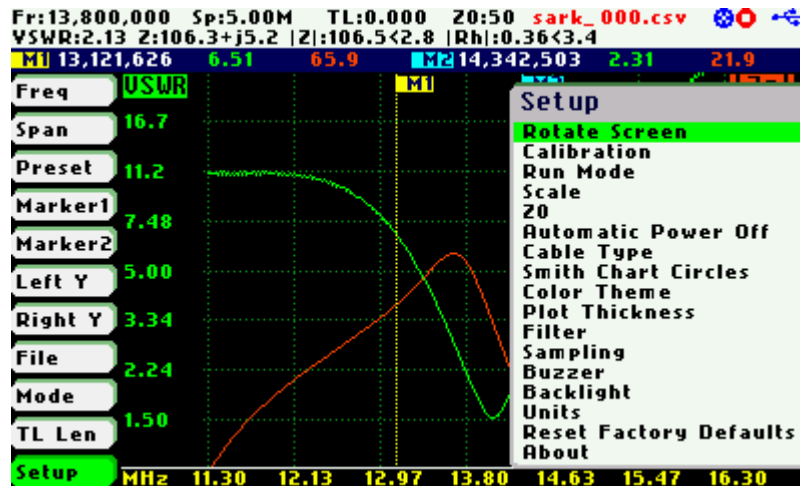 Fr:13,800,000 Sp:5.00M TL:0.000 Z0:50 sark_000.csv
VSWR:2.13 Z:106.3+j5.2 |Z|:106.5<2.8 |Rh|:0.36<3.4
M1 13,121,626 6.51 65.9 M2 14,342,503 2.31 21.9
Freq
Span
Preset
Marker1
Marker2
Left Y
Right Y
File
Mode
TL Len
Setup
VSWR
16.7
11.2
7.48
5.00
3.34
2.24
1.50
M1
Setup
Rotate Screen
Calibration
Run Mode
Scale
Z0
Automatic Power Off
Cable Type
Smith Chart Circles
Color Theme
Plot Thickness
Filter
Sampling
Buzzer
Backlight
Units
Reset Factory Defaults
About
MHz 11.30 12.13 12.97 13.80 14.63 15.47 16.30